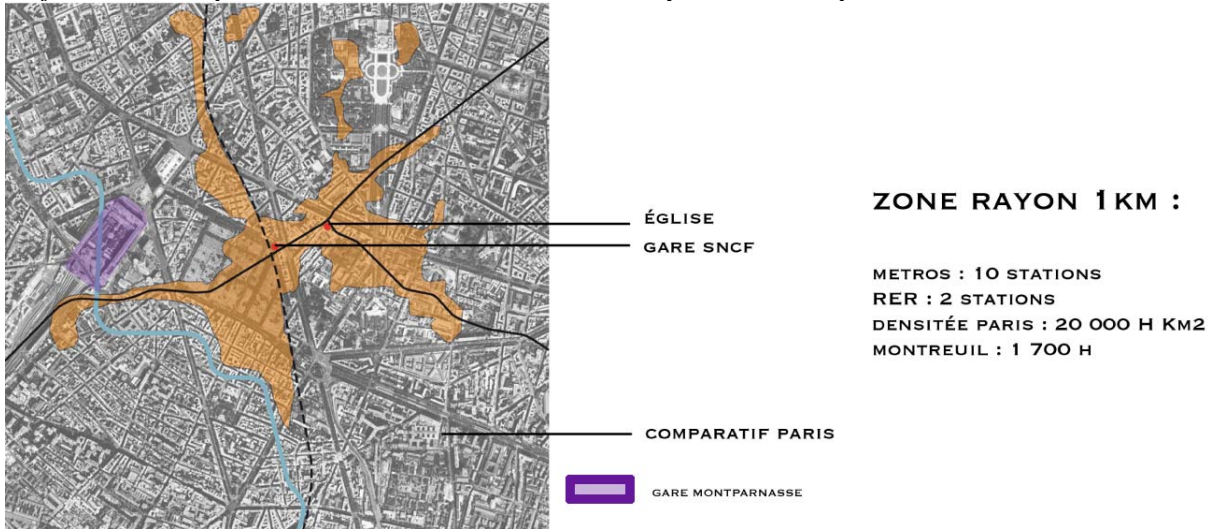 ÉGLISE
GARE SNCF
COMPARATIF PARIS
GARE MONTPARNASSE
ZONE RAYON 1KM :
METROS : 10 STATIONS
RER : 2 STATIONS
DENSITÉE PARIS : 20 000 H KM2
MONTREUIL : 1 700 H